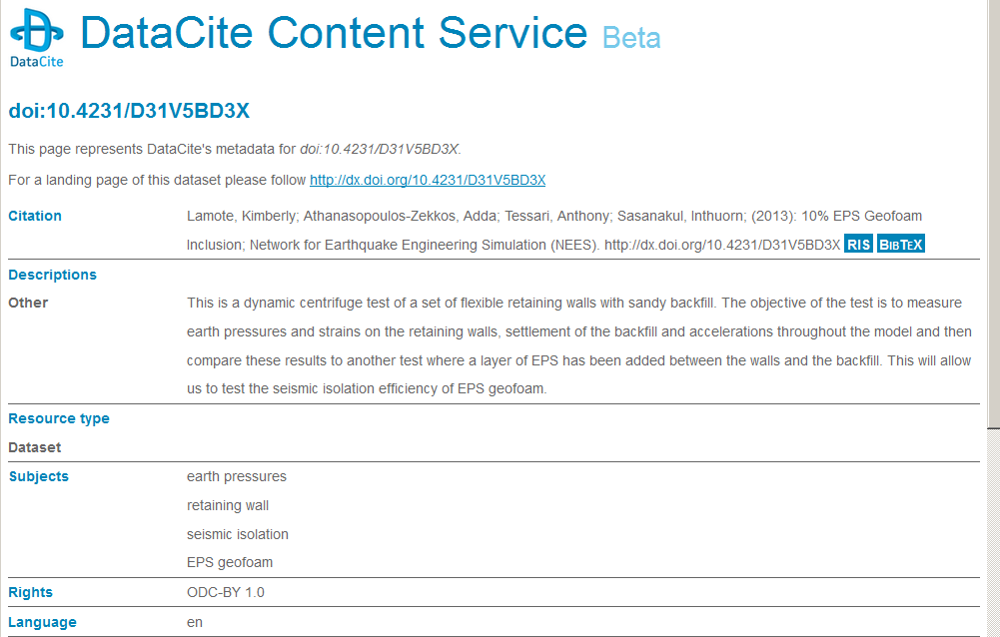 DataCite
DataCite Content Service Beta
doi:10.4231/D31V5BD3X
This page represents DataCite's metadata for doi:10.4231/D31V5BD3X.
For a landing page of this dataset please follow http://dx.doi.org/10.4231/D31V5BD3X
Citation Lamote, Kimberly; Athanasopoulos-Zekkos, Adda; Tessari, Anthony; Sasanakul, Inthuorn; (2013): 10% EPS Geofoam
Inclusion; Network for Earthquake Engineering Simulation (NEES). http://dx.doi.org/10.4231/D31V5BD3X RIS BIBTEX
Descriptions
Other This is a dynamic centrifuge test of a set of flexible retaining walls with sandy backfill. The objective of the test is to measure
earth pressures and strains on the retaining walls, settlement of the backfill and accelerations throughout the model and then
compare these results to another test where a layer of EPS has been added between the walls and the backfill. This will allow
us to test the seismic isolation efficiency of EPS geofoam.
Resource type
Dataset
Subjects earth pressures
retaining wall
seismic isolation
EPS geofoam
Rights ODC-BY 1.0
Language en